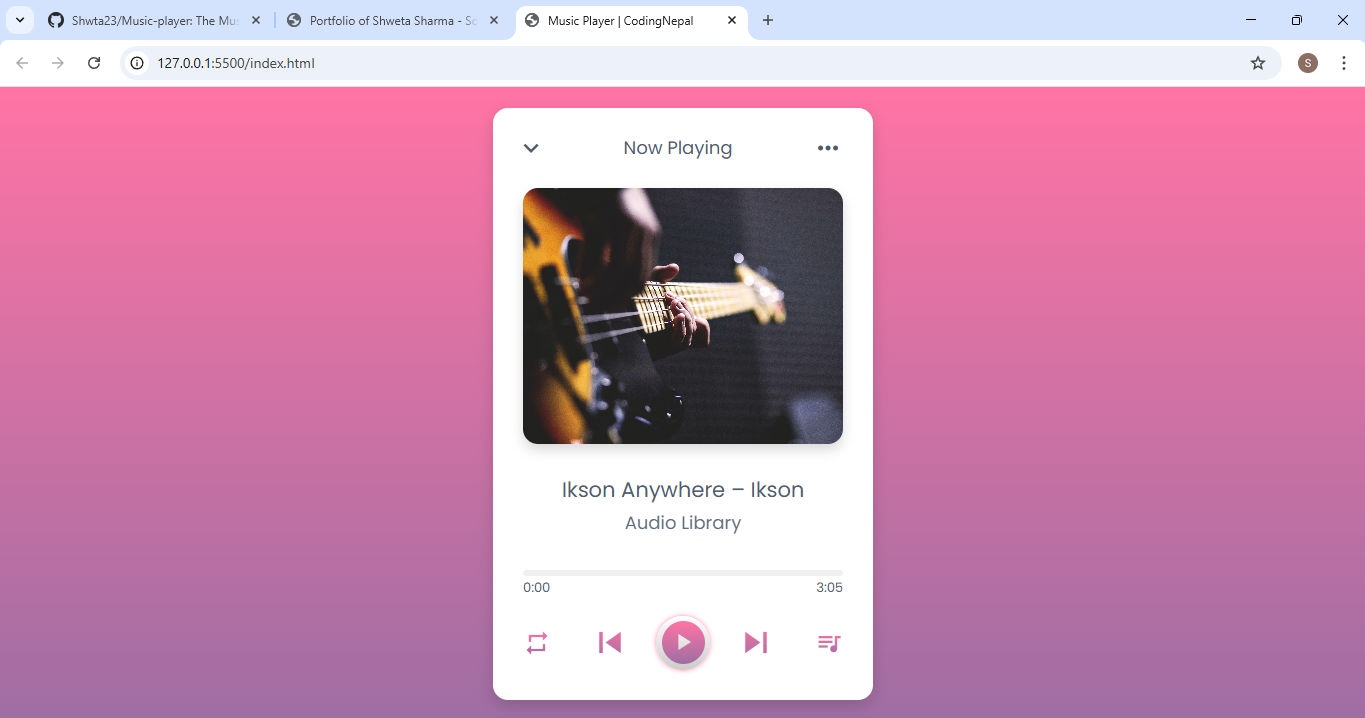 Shwta23/Music-player: The Mu
Portfolio of Shweta Sharma - Sc
Music Player | CodingNepal
127.0.0.1:5500/index.html
S
Now Playing
Ikson Anywhere – Ikson
Audio Library
0:00
3:05